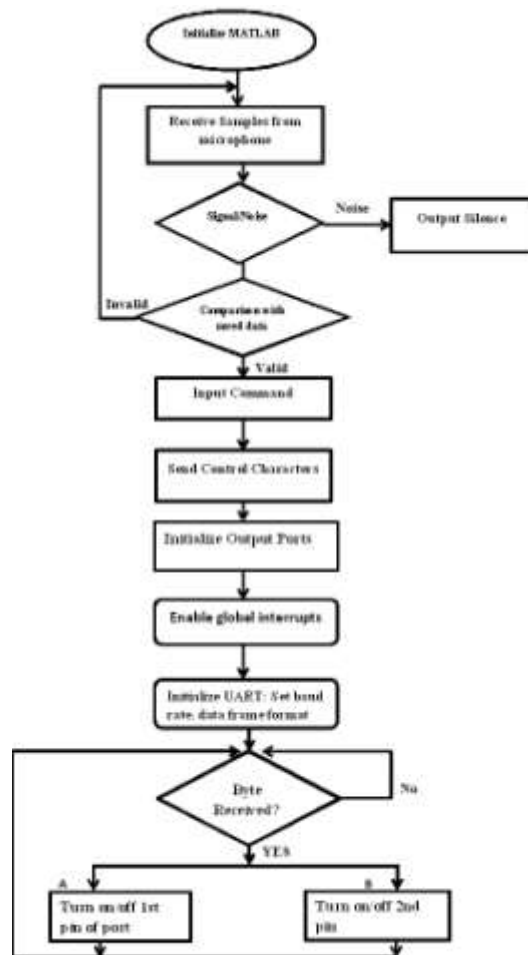 Initialize MATLAB
Receive Samples from
microphone
Signal/Noise
Noise
Output Silence
Invalid
Comparison with
saved data
Valid
Input Command
Send Control Characters
Initialize Output Ports
Enable global interrupts
Initialize UART: Set baud
rate, data frame format
Byte
Received?
No
YES
A
B
Turn on/off 1st
pin of port
Turn on/off 2nd
pin